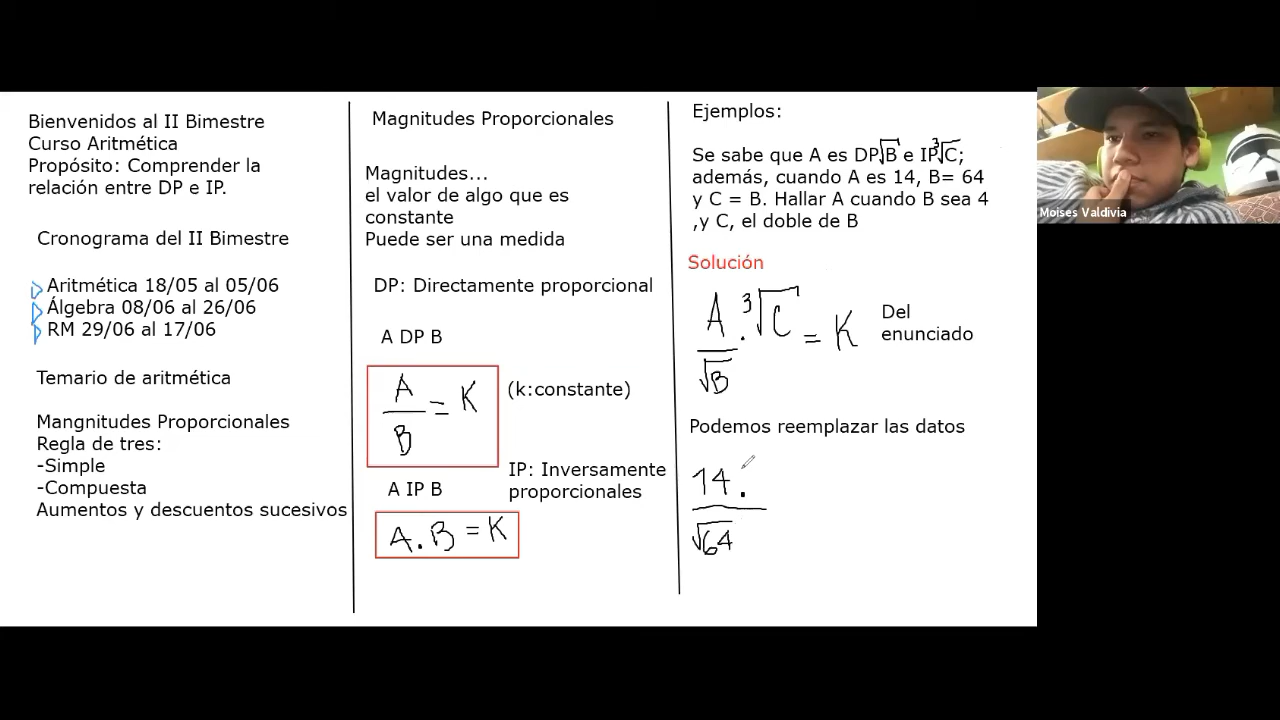 Bienvenidos al II Bimestre
Curso Aritmética
Propósito: Comprender la
relación entre DP e IP.
Cronograma del II Bimestre
Aritmética 18/05 al 05/06
Álgebra 08/06 al 26/06
RM 29/06 al 17/06
Temario de aritmética
Mangnitudes Proporcionales
Regla de tres:
-Simple
-Compuesta
Aumentos y descuentos sucesivos
Magnitudes Proporcionales
Magnitudes...
el valor de algo que es
constante
Puede ser una medida
DP: Directamente proporcional
A DP B
A
— = K
B
(k:constante)
IP: Inversamente
proporcionales
A IP B
A.B = K
Ejemplos:
Se sabe que A es DP√B e IP∛C;
además, cuando A es 14, B= 64
y C = B. Hallar A cuando B sea 4
,y C, el doble de B
Solución
A . ∛C = K
√B
Del
enunciado
Podemos reemplazar las datos
14 .
√64
Moises Valdivia